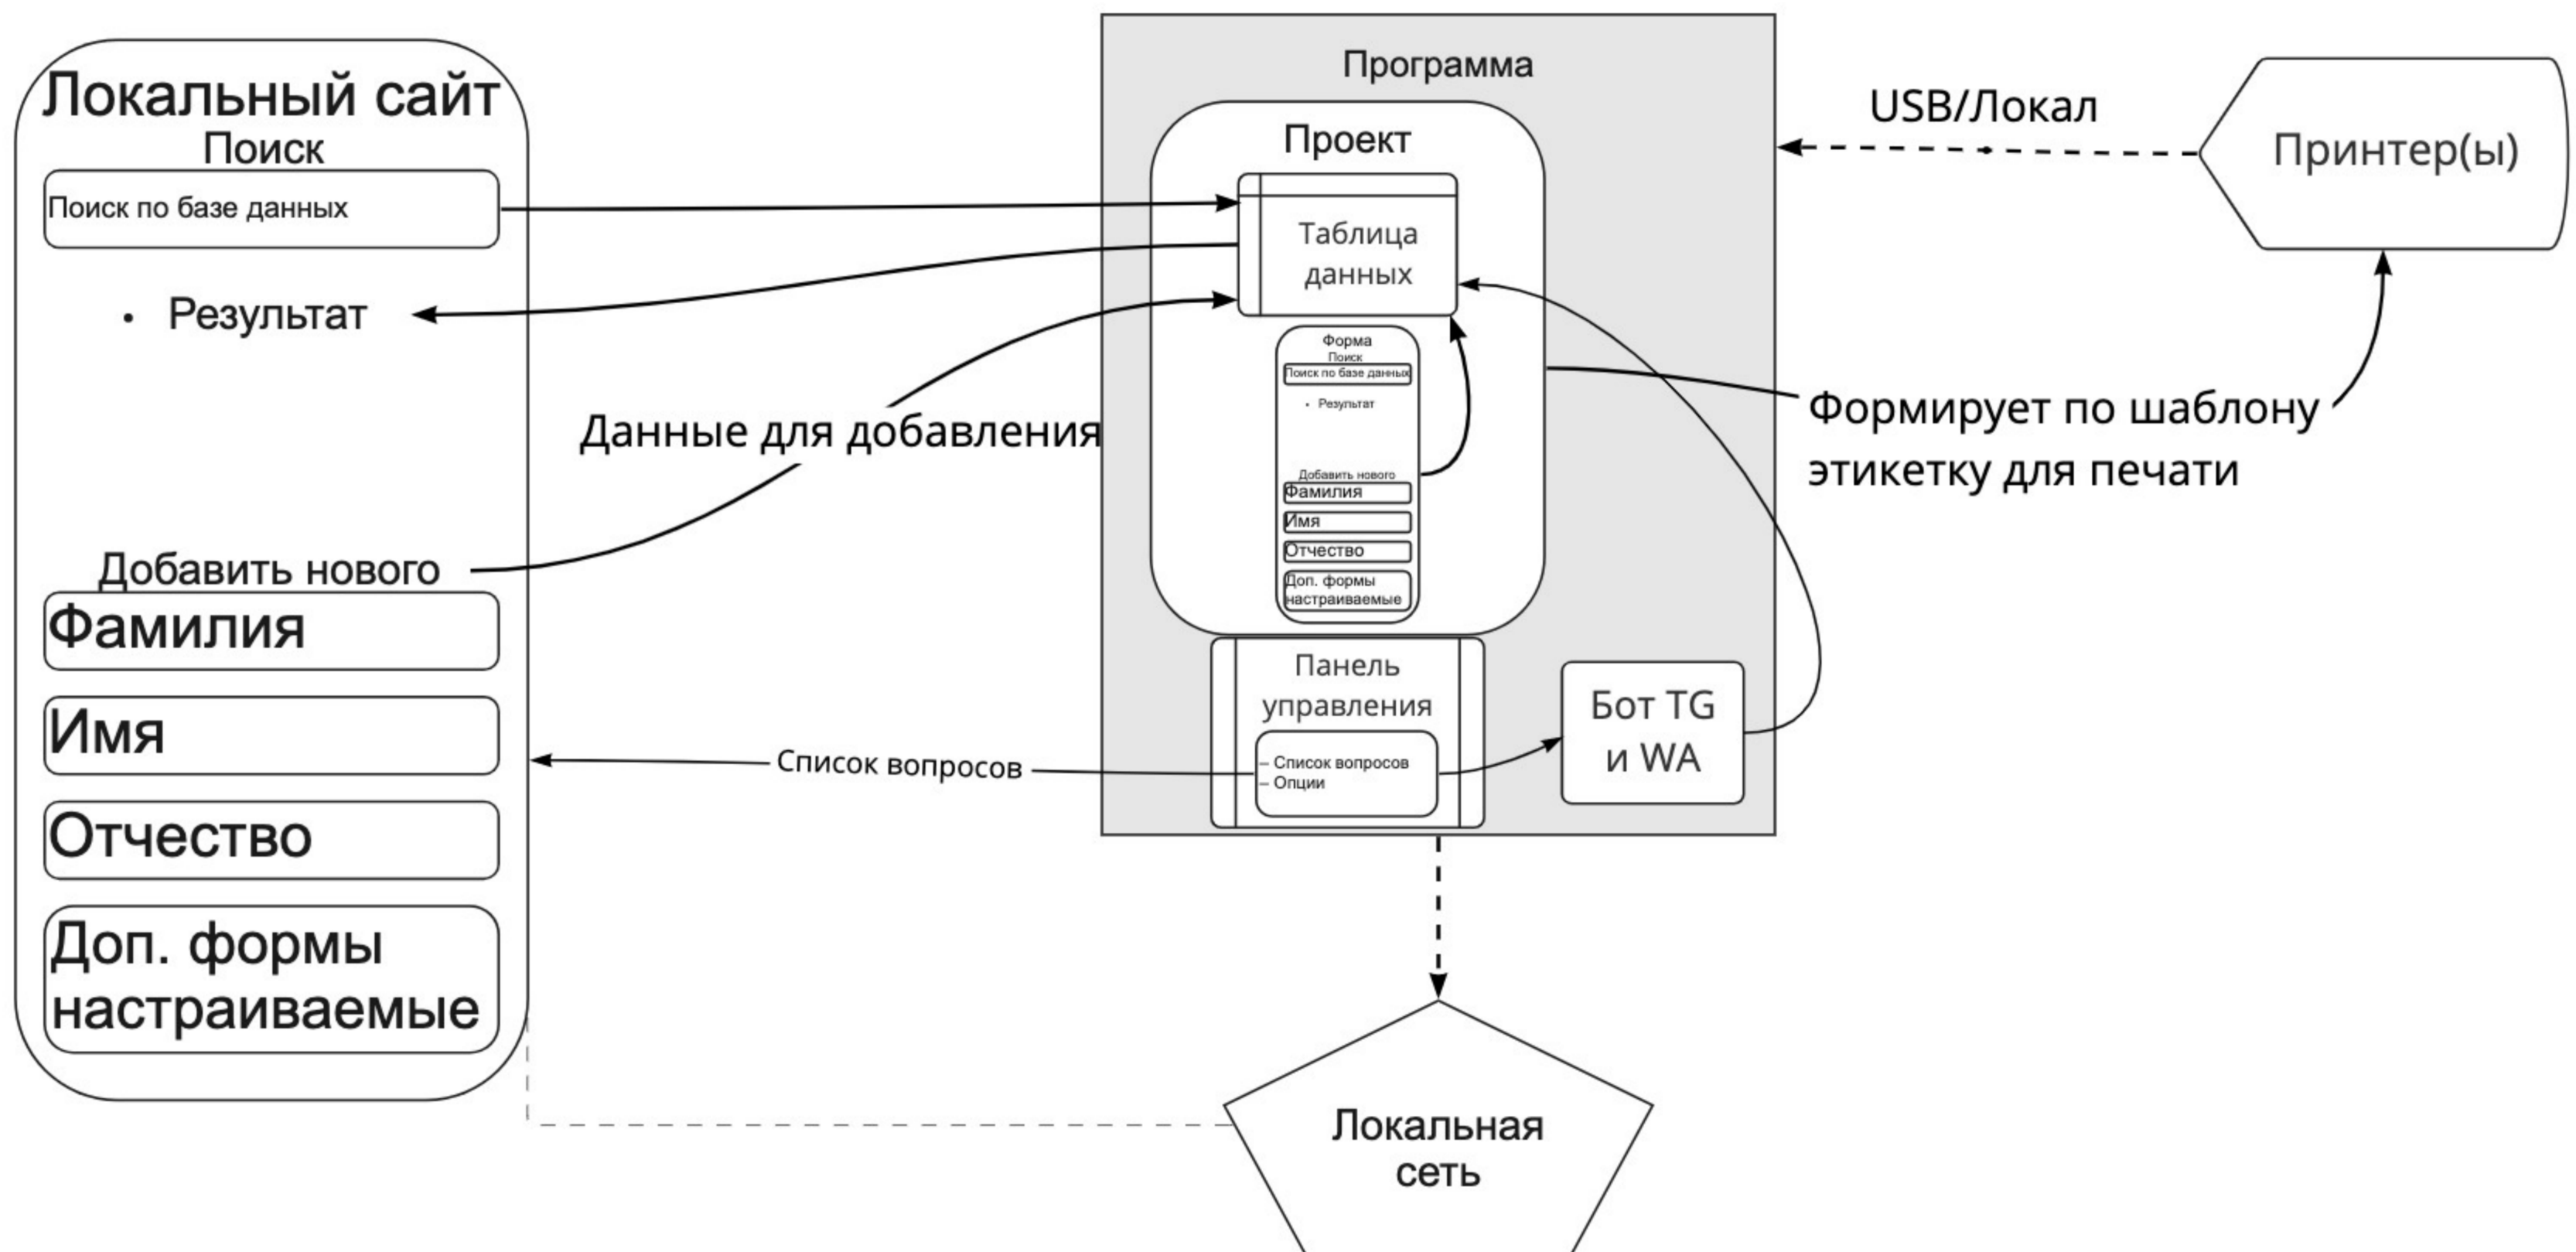 Локальный сайт
Поиск
Поиск по базе данных
• Результат
Добавить нового
Фамилия
Имя
Отчество
Доп. формы
настраиваемые
Данные для добавления
Список вопросов
Программа
Проект
Таблица
данных
Форма
Поиск
Поиск по базе данных
• Результат
Добавить нового
Фамилия
Имя
Отчество
Доп. формы
настраиваемые
Панель
управления
– Список вопросов
– Опции
Бот TG
и WA
USB/Локал
Принтер(ы)
Формирует по шаблону
этикетку для печати
Локальная
сеть